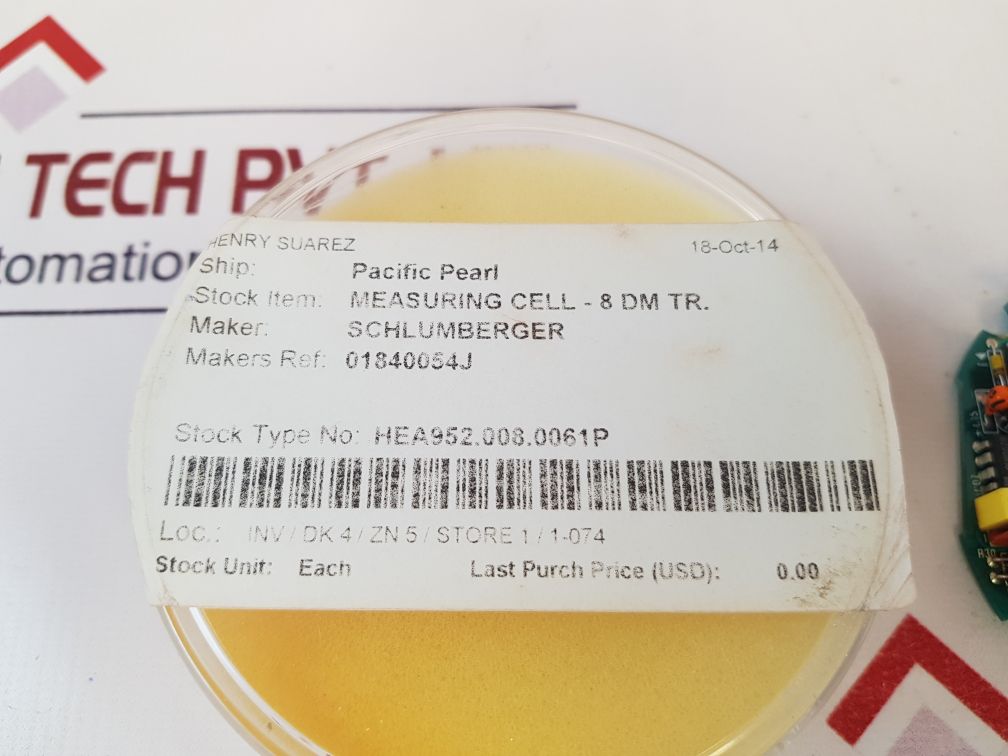 TECH PVT
tomation
HENRY SUAREZ 18-Oct-14
Ship: Pacific Pearl
Stock Item: MEASURING CELL - 8 DM TR.
Maker: SCHLUMBERGER
Makers Ref: 01840054J
Stock Type No: HEA952.008.0061P
Loc.: INV / DK 4 / ZN 5 / STORE 1 / 1-074
Stock Unit: Each Last Purch Price (USD): 0.00
R30